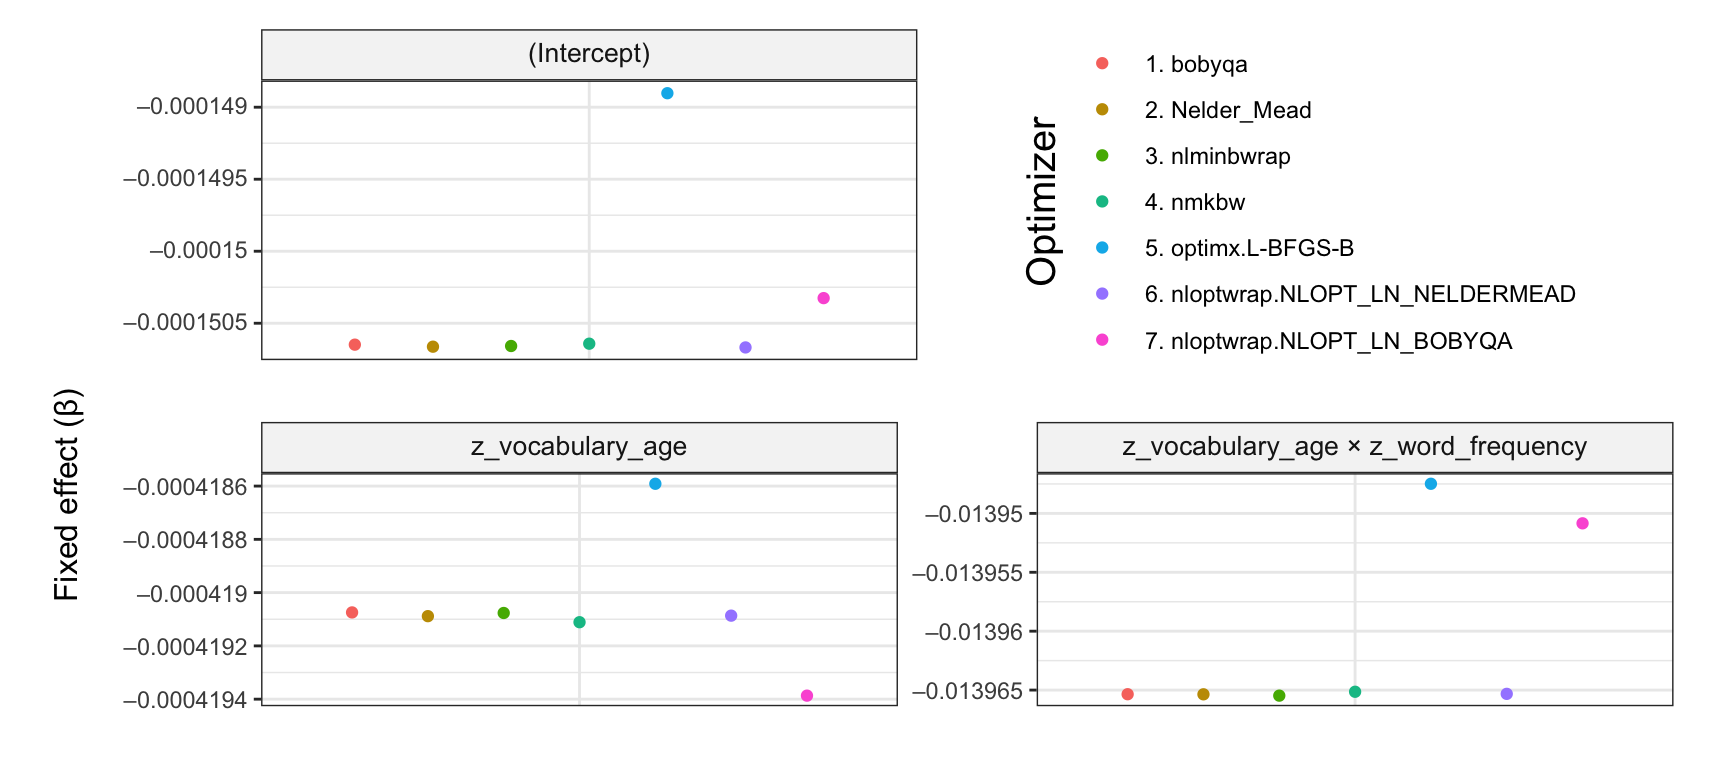 (Intercept)
–0.000149
–0.0001495
–0.00015
–0.0001505
Optimizer
1. bobyqa
2. Nelder_Mead
3. nlminbwrap
4. nmkbw
5. optimx.L-BFGS-B
6. nloptwrap.NLOPT_LN_NELDERMEAD
7. nloptwrap.NLOPT_LN_BOBYQA
Fixed effect (β)
z_vocabulary_age
–0.0004186
–0.0004188
–0.000419
–0.0004192
–0.0004194
z_vocabulary_age × z_word_frequency
–0.01395
–0.013955
–0.01396
–0.013965